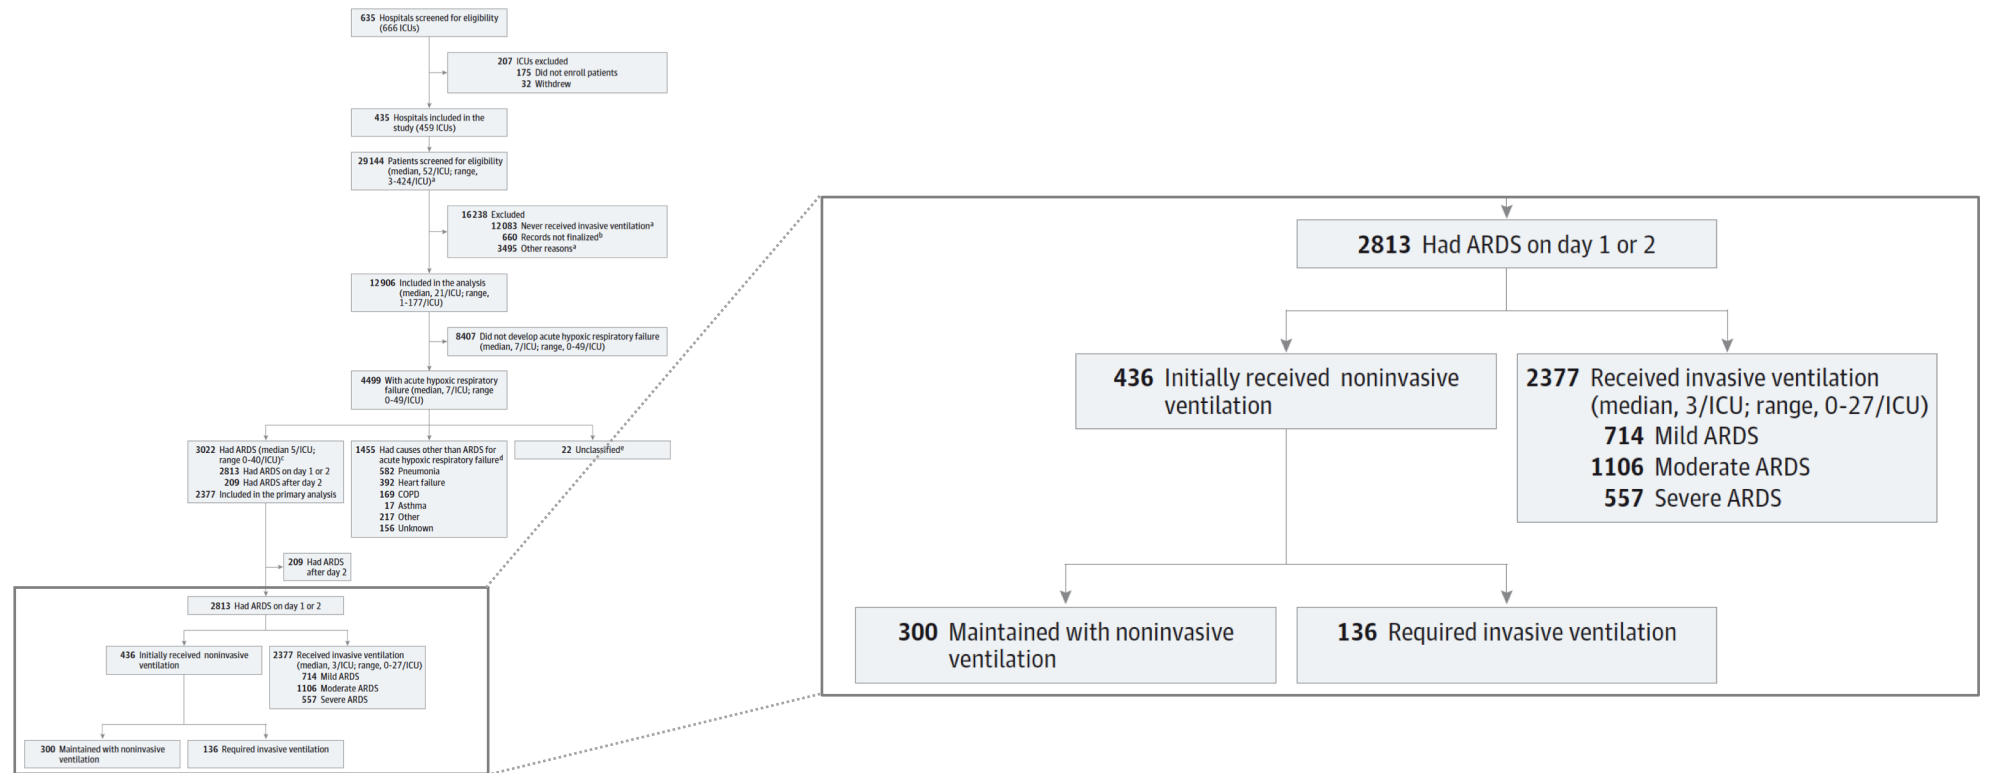 635 Hospitals screened for eligibility
(666 ICUs)
207 ICUs excluded
175 Did not enroll patients
32 Withdrew
435 Hospitals included in the
study (459 ICUs)
29144 Patients screened for eligibility
(median, 52/ICU; range,
3-424/ICU)a
16238 Excluded
12083 Never received invasive ventilationa
660 Records not finalizedb
3495 Other reasonsa
12906 Included in the analysis
(median, 21/ICU; range,
1-177/ICU)
8407 Did not develop acute hypoxic respiratory failure
(median, 7/ICU; range, 0-49/ICU)
4499 With acute hypoxic respiratory
failure (median, 7/ICU; range
0-49/ICU)
3022 Had ARDS (median 5/ICU;
range 0-40/ICU)c
2813 Had ARDS on day 1 or 2
209 Had ARDS after day 2
2377 Included in the primary analysis
1455 Had causes other than ARDS for
acute hypoxic respiratory failured
582 Pneumonia
392 Heart failure
169 COPD
17 Asthma
217 Other
156 Unknown
22 Unclassifiede
209 Had ARDS
after day 2
2813 Had ARDS on day 1 or 2
436 Initially received noninvasive
ventilation
2377 Received invasive ventilation
(median, 3/ICU; range, 0-27/ICU)
714 Mild ARDS
1106 Moderate ARDS
557 Severe ARDS
300 Maintained with noninvasive
ventilation
136 Required invasive ventilation
2813 Had ARDS on day 1 or 2
436 Initially received noninvasive
ventilation
2377 Received invasive ventilation
(median, 3/ICU; range, 0-27/ICU)
714 Mild ARDS
1106 Moderate ARDS
557 Severe ARDS
300 Maintained with noninvasive
ventilation
136 Required invasive ventilation